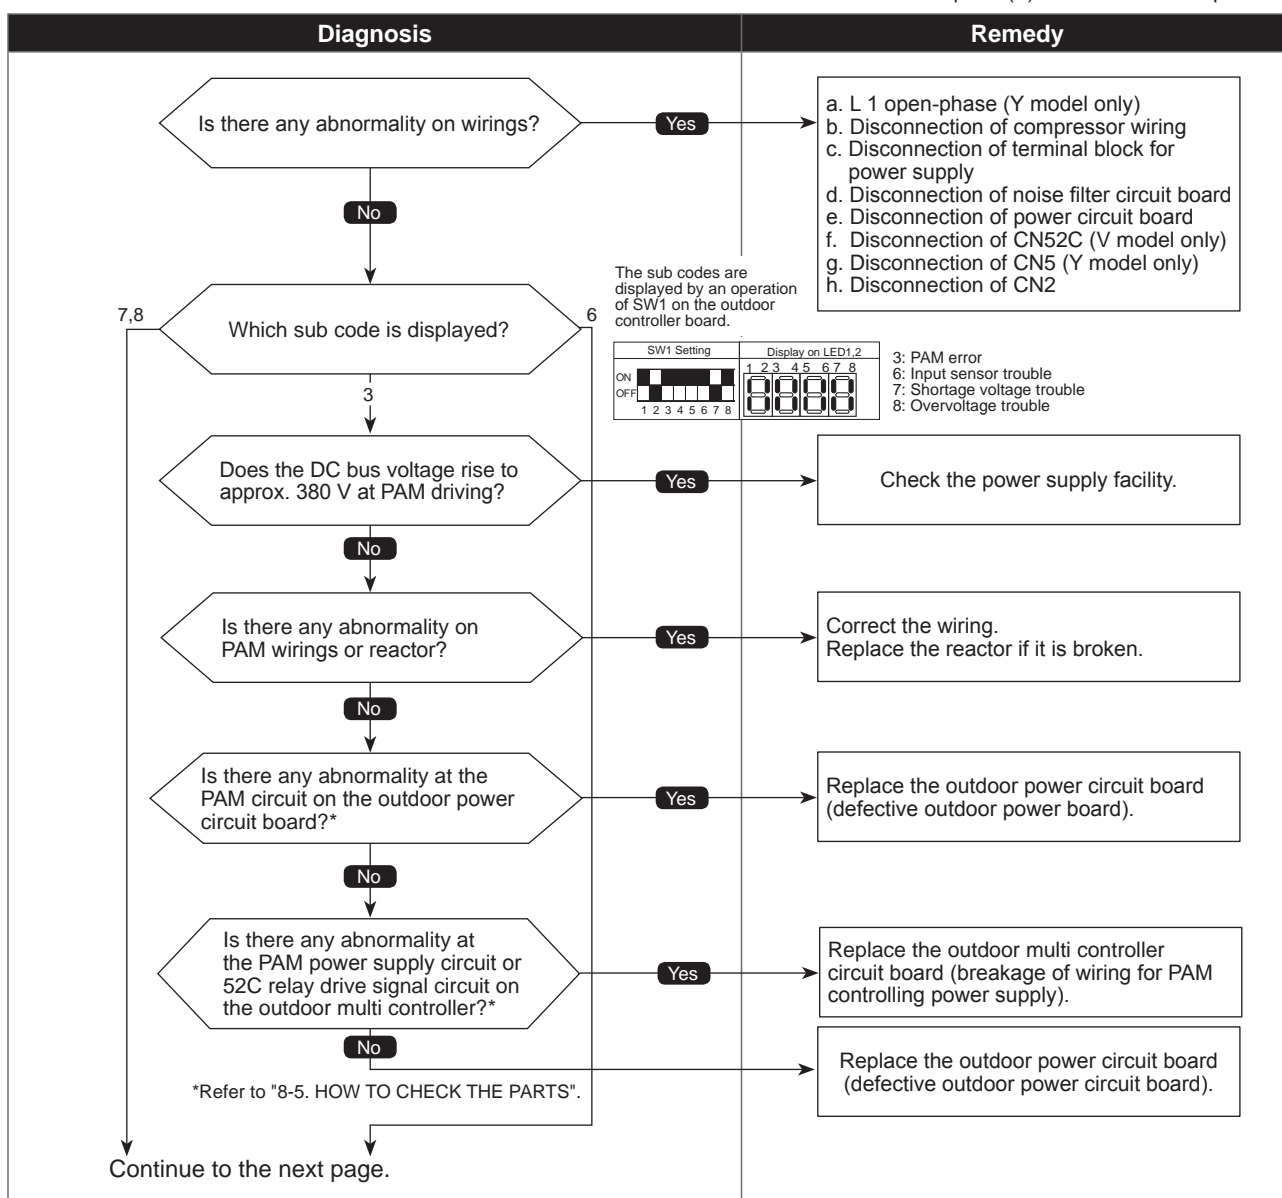 Diagnosis
Remedy
Is there any abnormality on wirings?
Yes
a. L 1 open-phase (Y model only)
b. Disconnection of compressor wiring
c. Disconnection of terminal block for
power supply
d. Disconnection of noise filter circuit board
e. Disconnection of power circuit board
f. Disconnection of CN52C (V model only)
g. Disconnection of CN5 (Y model only)
h. Disconnection of CN2
No
The sub codes are
displayed by an operation
of SW1 on the outdoor
controller board.
7,8
Which sub code is displayed?
6
SW1 Setting
Display on LED1,2
ON
OFF
1 2 3 4 5 6 7 8
1 2 3 4 5 6 7 8
3: PAM error
6: Input sensor trouble
7: Shortage voltage trouble
8: Overvoltage trouble
3
Does the DC bus voltage rise to
approx. 380 V at PAM driving?
Yes
Check the power supply facility.
No
Is there any abnormality on
PAM wirings or reactor?
Yes
Correct the wiring.
Replace the reactor if it is broken.
No
Is there any abnormality at the
PAM circuit on the outdoor power
circuit board?*
Yes
Replace the outdoor power circuit board
(defective outdoor power board).
No
Is there any abnormality at
the PAM power supply circuit or
52C relay drive signal circuit on
the outdoor multi controller?*
Yes
Replace the outdoor multi controller
circuit board (breakage of wiring for PAM
controlling power supply).
No
Replace the outdoor power circuit board
(defective outdoor power circuit board).
*Refer to "8-5. HOW TO CHECK THE PARTS".
Continue to the next page.